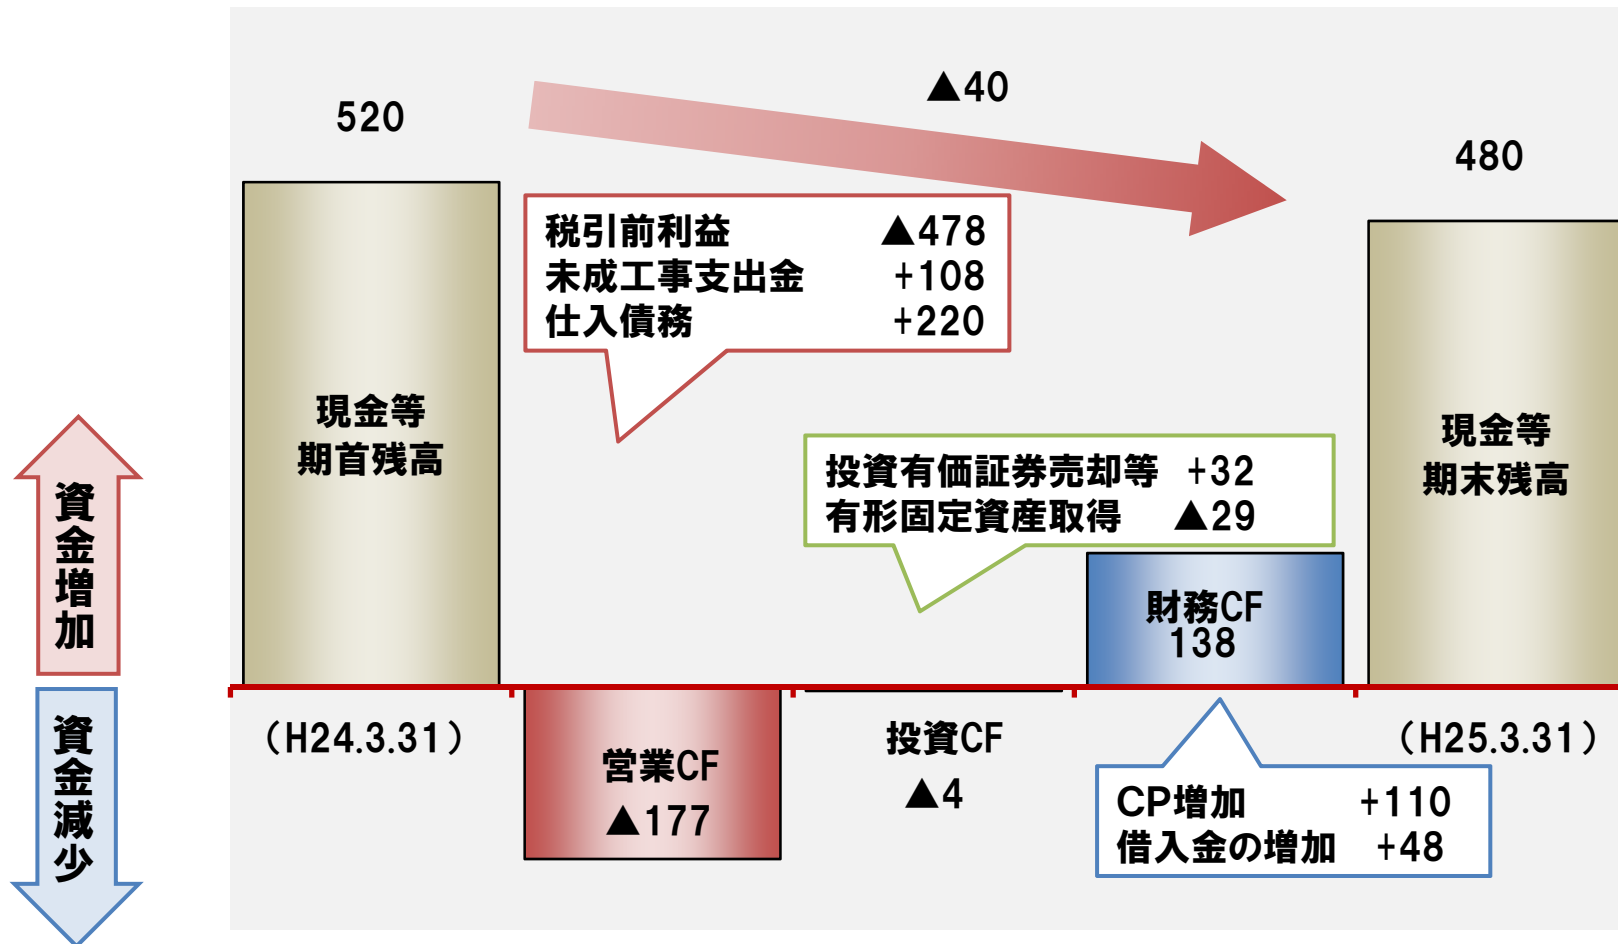 ▲40
520
480
税引前利益 ▲478
未成工事支出金 +108
仕入債務 +220
現金等
期首残高
現金等
期末残高
投資有価証券売却等 +32
有形固定資産取得 ▲29
資金増加
財務CF
138
(H24.3.31)
営業CF
▲177
投資CF
▲4
(H25.3.31)
CP増加 +110
借入金の増加 +48
資金減少